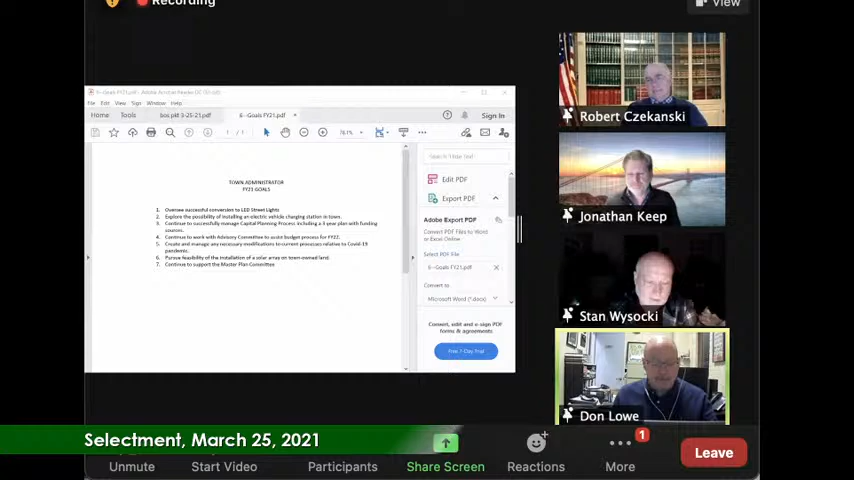 Recording
View
6--Goals FY21.pdf - Adobe Acrobat Reader DC (32-bit)
File Edit View Sign Window Help
Home Tools bos pkt 3-25-21.pdf 6--Goals FY21.pdf × Sign In
1 / 1 78.1%
TOWN ADMINISTRATOR
FY21 GOALS
1. Oversee successful conversion to LED Street Lights
2. Explore the possibility of installing an electric vehicle charging station in town.
3. Continue to successfully manage Capital Planning Process including a 3 year plan with funding
sources.
4. Continue to work with Advisory Committee to assist budget process for FY22.
5. Create and manage any necessary modifications to current processes relative to Covid-19
pandemic.
6. Pursue feasibility of the installation of a solar array on town-owned land.
7. Continue to support the Master Plan Committee
Edit PDF
Export PDF
Adobe Export PDF
Convert PDF Files to Word
or Excel Online
Select PDF File
6--Goals FY21.pdf
Convert to
Microsoft Word (*.docx)
Convert, edit and e-sign PDF
forms & agreements
Free 7-Day Trial
Robert Czekanski
Jonathan Keep
Stan Wysocki
Don Lowe
Selectment, March 25, 2021
1
Unmute Start Video Participants Share Screen Reactions More Leave